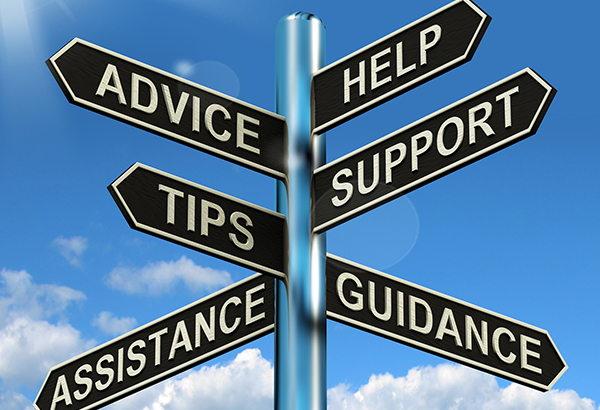 HELP
ADVICE
SUPPORT
TIPS
GUIDANCE
ASSISTANCE